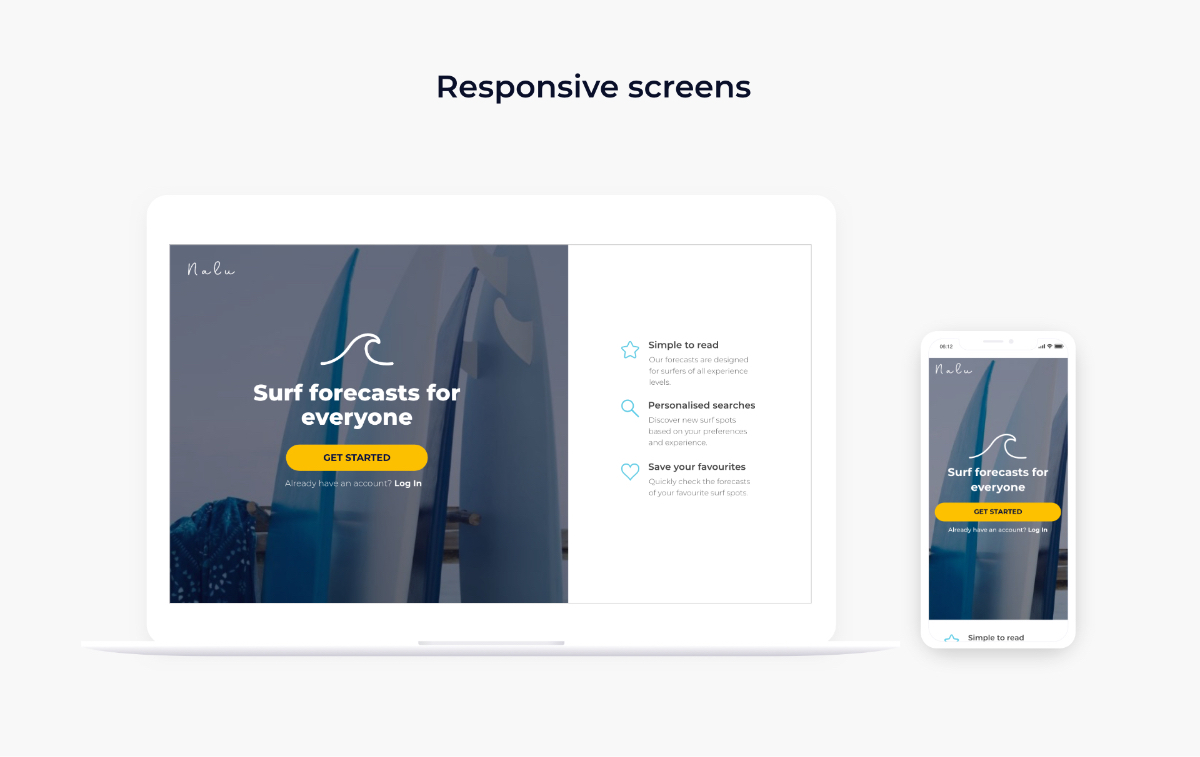 Responsive screens
Nalu
Surf forecasts for
everyone
GET STARTED
Already have an account? Log In
Simple to read
Our forecasts are designed
for surfers of all experience
levels.
Personalised searches
Discover new surf spots
based on your preferences
and experience.
Save your favourites
Quickly check the forecasts
of your favourite surf spots
08:12
Nalu
Surf forecasts for
everyone
GET STARTED
Already have an account? Log In
Simple to read